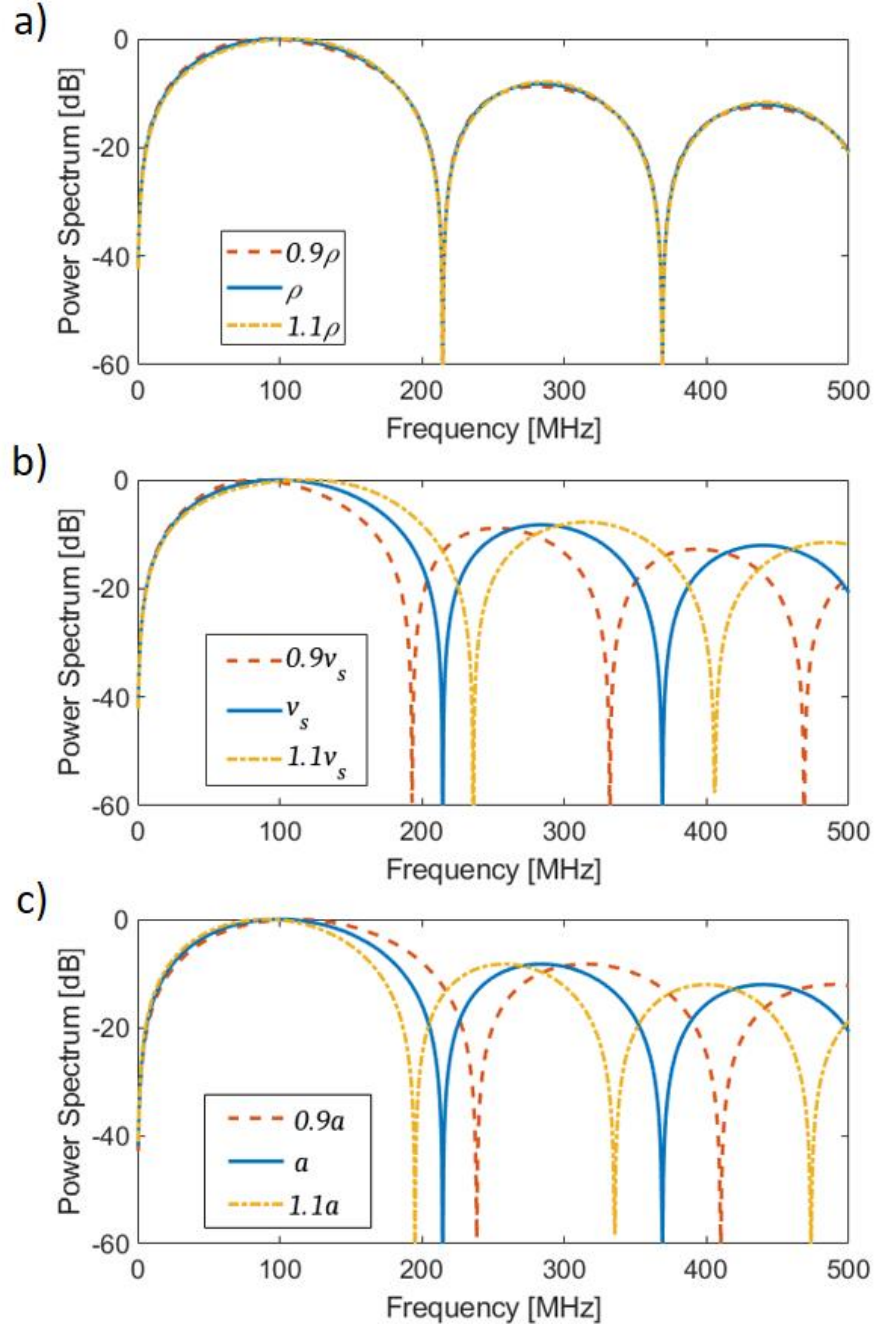 a)
0
-20
-40
-60
Power Spectrum [dB]
0.9ρ
ρ
1.1ρ
0 100 200 300 400 500
Frequency [MHz]
b)
0
-20
-40
-60
Power Spectrum [dB]
0.9v_s
v_s
1.1v_s
0 100 200 300 400 500
Frequency [MHz]
c)
0
-20
-40
-60
Power Spectrum [dB]
0.9a
a
1.1a
0 100 200 300 400 500
Frequency [MHz]